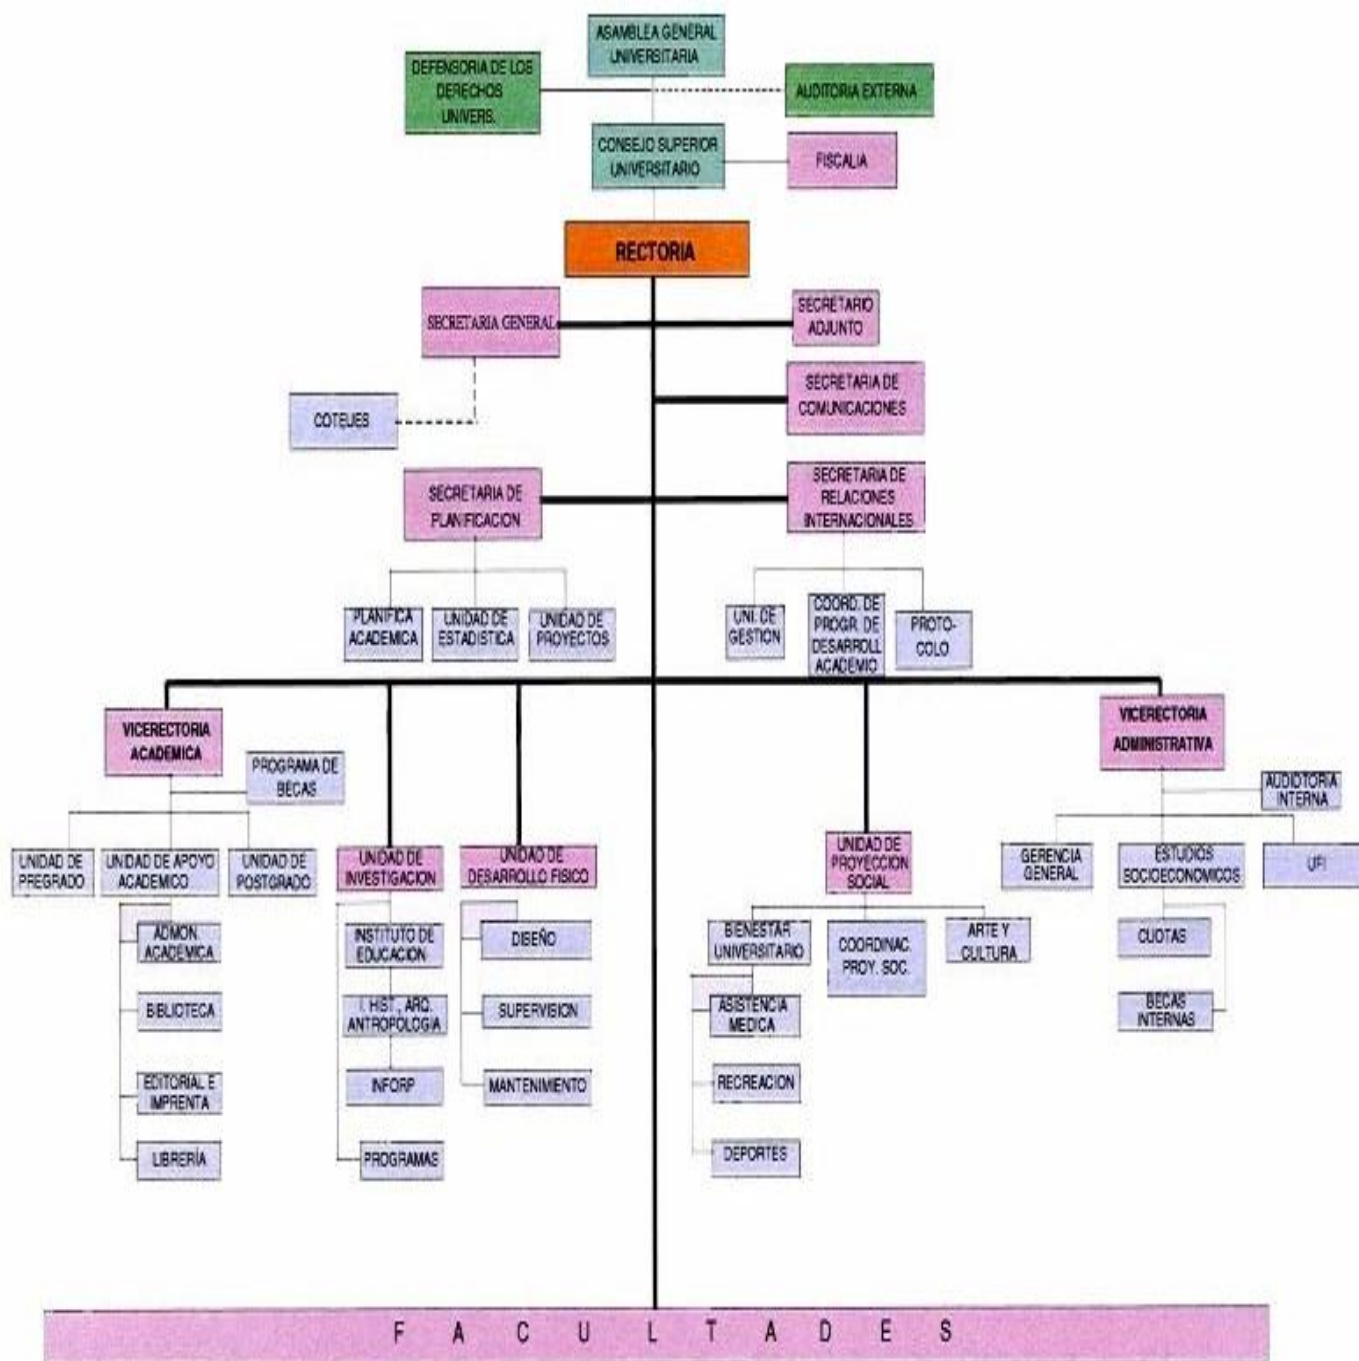 ASAMBLEA GENERAL
UNIVERSITARIA
DEFENSORIA DE LOS
DERECHOS
UNIVERS.
AUDITORIA EXTERNA
CONSEJO SUPERIOR
UNIVERSITARIO
FISCALIA
RECTORIA
SECRETARIA GENERAL
SECRETARIO
ADJUNTO
SECRETARIA DE
COMUNICACIONES
COTEUES
SECRETARIA DE
PLANIFICACION
SECRETARIA DE
RELACIONES
INTERNACIONALES
PLANIFICA
ACADEMICA
UNIDAD DE
ESTADISTICA
UNIDAD DE
PROYECTOS
UNI. DE
GESTION
COORD. DE
PROGR. DE
DESARROLL
ACADEMIO
PROTO-
COLO
VICERECTORIA
ACADEMICA
PROGRAMA DE
BECAS
UNIDAD DE
PREGRADO
UNIDAD DE APOYO
ACADEMICO
UNIDAD DE
POSTGRADO
ADMON.
ACADEMICA
BIBLIOTECA
EDITORIAL E
IMPRENTA
LIBRERÍA
UNIDAD DE
INVESTIGACION
INSTITUTO DE
EDUCACION
I. HIST., ARQ.
ANTROPOLOGIA
INFORP
PROGRAMAS
UNIDAD DE
DESARROLLO FISICO
DISEÑO
SUPERVISION
MANTENIMIENTO
UNIDAD DE
PROYECCION
SOCIAL
BIENESTAR
UNIVERSITARIO
COORDINAC.
PROY. SOC.
ARTE Y
CULTURA
ASISTENCIA
MEDICA
RECREACION
DEPORTES
VICERECTORIA
ADMINISTRATIVA
AUDIOTORIA
INTERNA
GERENCIA
GENERAL
ESTUDIOS
SOCIOECONOMICOS
UFI
CUOTAS
BECAS
INTERNAS
F A C U L T A D E S